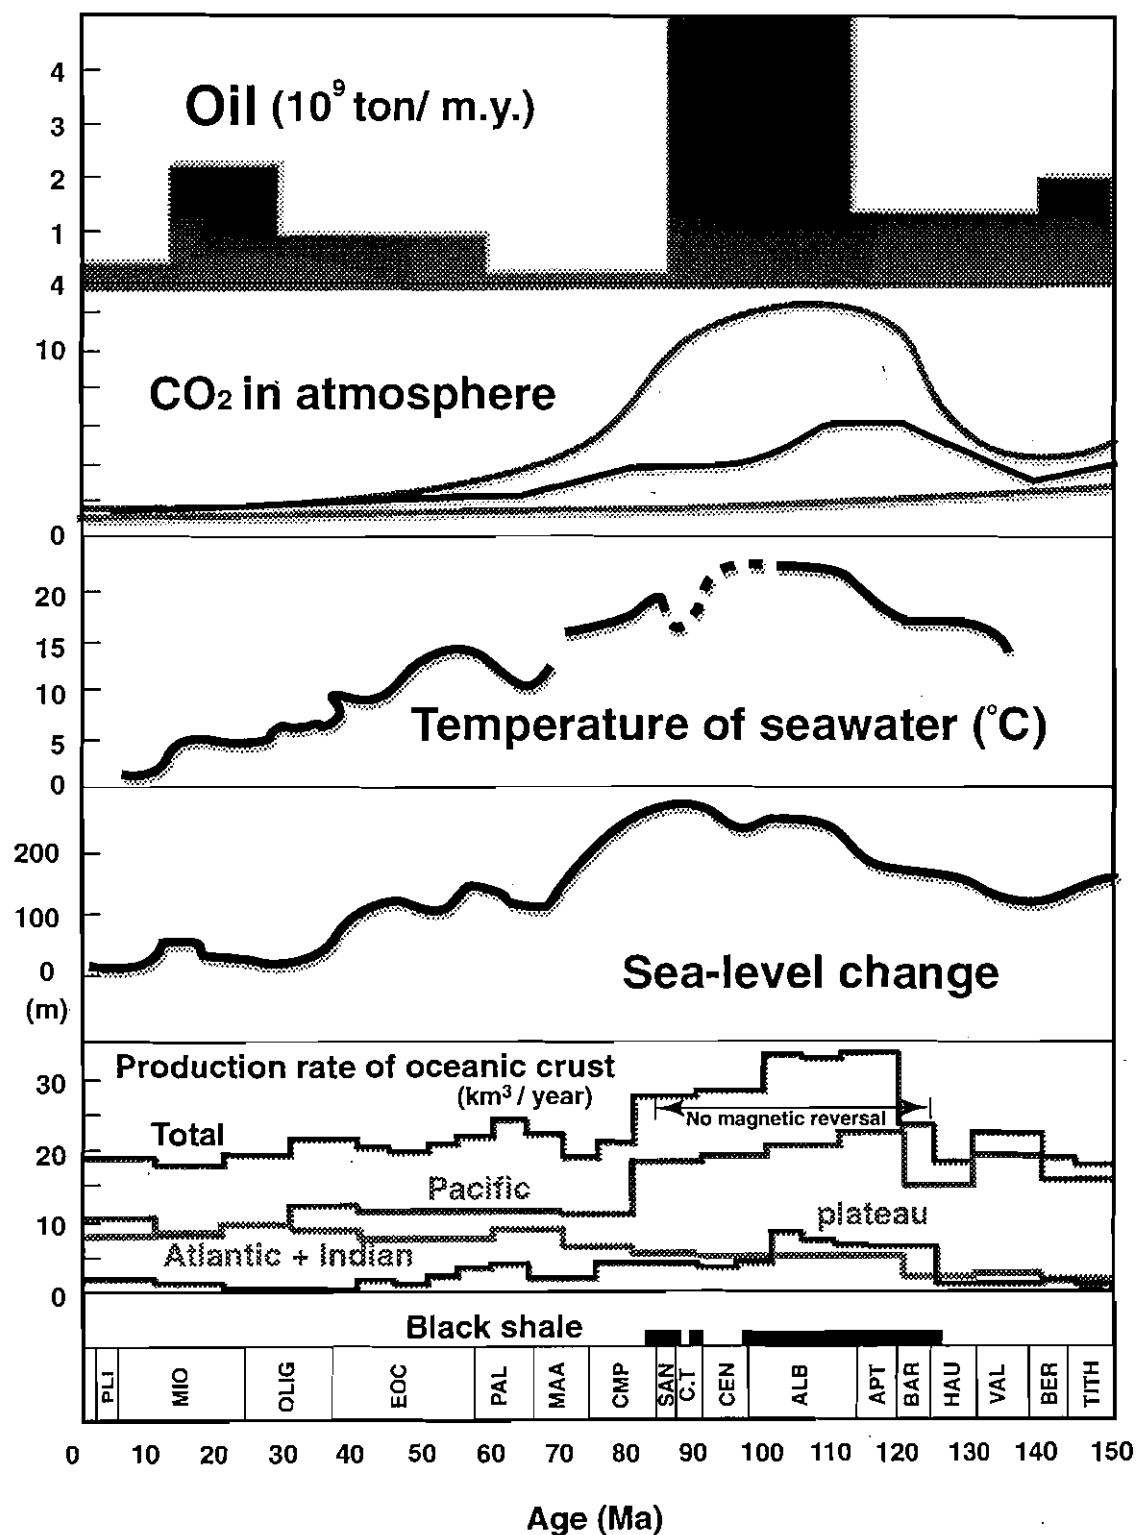 4
Oil (10⁹ ton/ m.y.)
3
2
1
4
10
CO₂ in atmosphere
0
20
15
10
Temperature of seawater (°C)
5
0
200
100
0
Sea-level change
(m)
Production rate of oceanic crust
30
(km³ / year)
No magnetic reversal
Total
20
Pacific
plateau
10
Atlantic + Indian
0
Black shale
PLI MIO OLIG EOC PAL MAA CMP SAN C.T CEN ALB APT BAR HAU VAL BER TITH
0 10 20 30 40 50 60 70 80 90 100 110 120 130 140 150
Age (Ma)